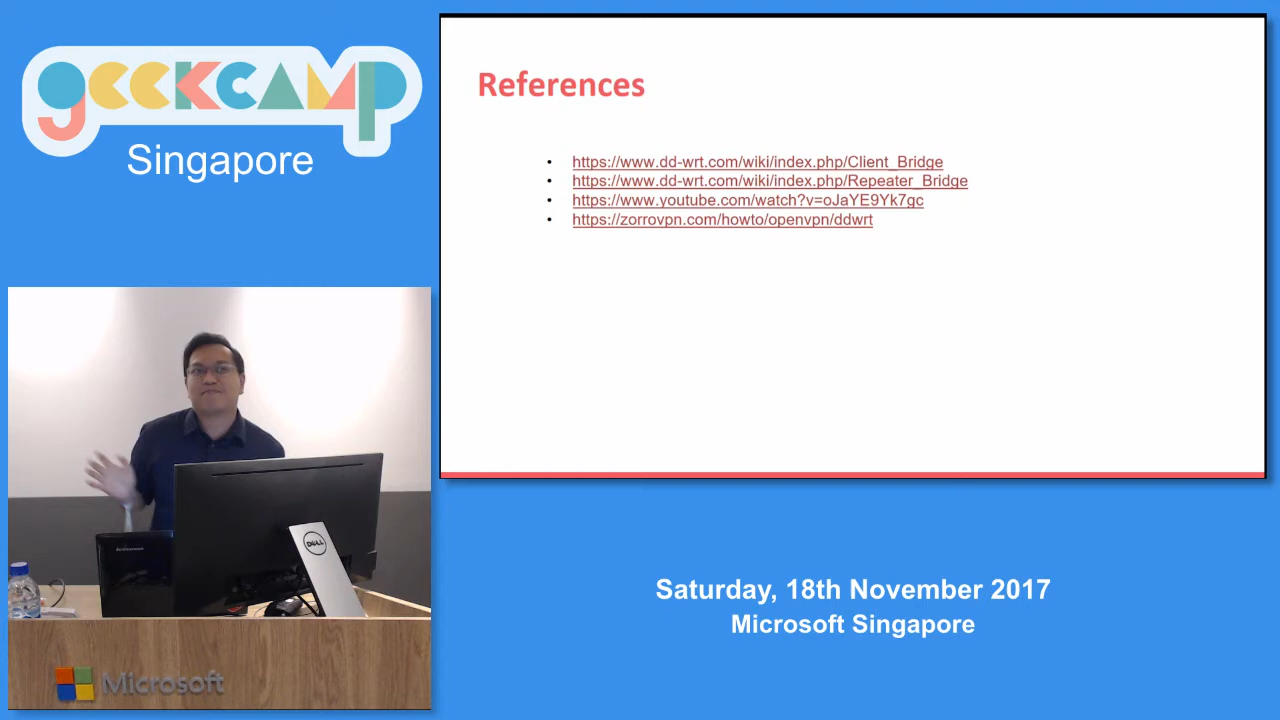 geekcamp
Singapore
References
• https://www.dd-wrt.com/wiki/index.php/Client_Bridge
• https://www.dd-wrt.com/wiki/index.php/Repeater_Bridge
• https://www.youtube.com/watch?v=oJaYE9Yk7gc
• https://zorrovpn.com/howto/openvpn/ddwrt
DELL
Microsoft
Saturday, 18th November 2017
Microsoft Singapore